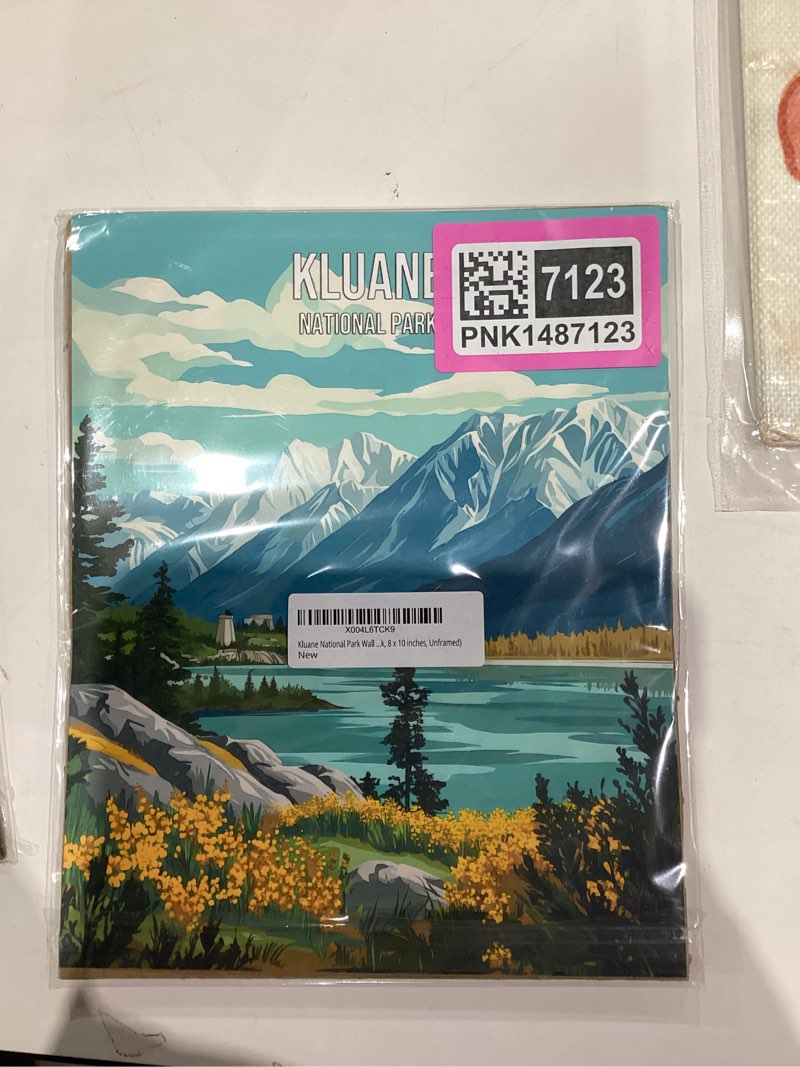 KLUANE
NATIONAL PARK
7123
PNK1487123
X004L6TCK9
Kluane National Park Wall ...k, 8 x 10 inches, Unframed)
New